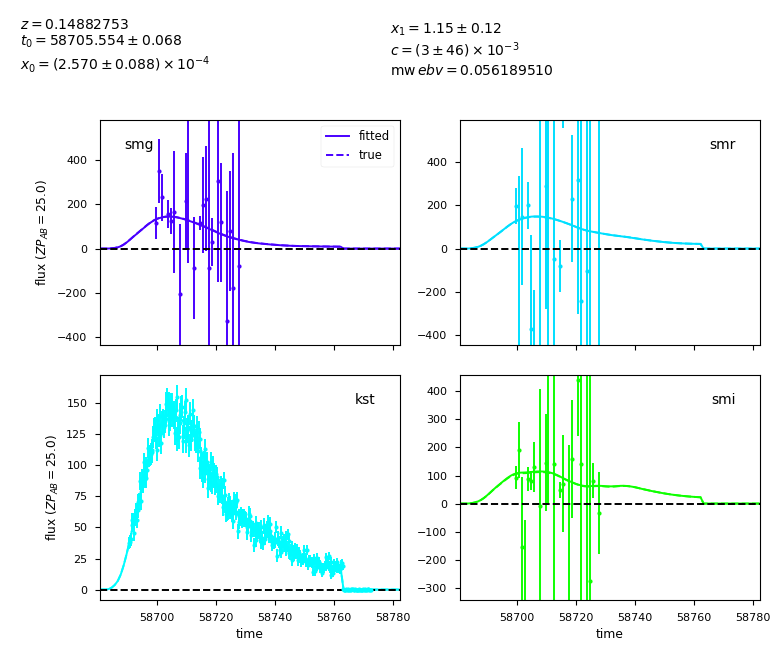 z = 0.14882753
t₀ = 58705.554 ± 0.068
x₀ = (2.570 ± 0.088) × 10⁻⁴
x₁ = 1.15 ± 0.12
c = (3 ± 46) × 10⁻³
mwebv = 0.056189510
smg
fitted
true
flux (ZP_AB = 25.0)
400
200
0
−200
−400
smr
400
200
0
−200
−400
kst
flux (ZP_AB = 25.0)
150
125
100
75
50
25
0
58700 58720 58740 58760 58780
time
smi
400
300
200
100
0
−100
−200
−300
58700 58720 58740 58760 58780
time